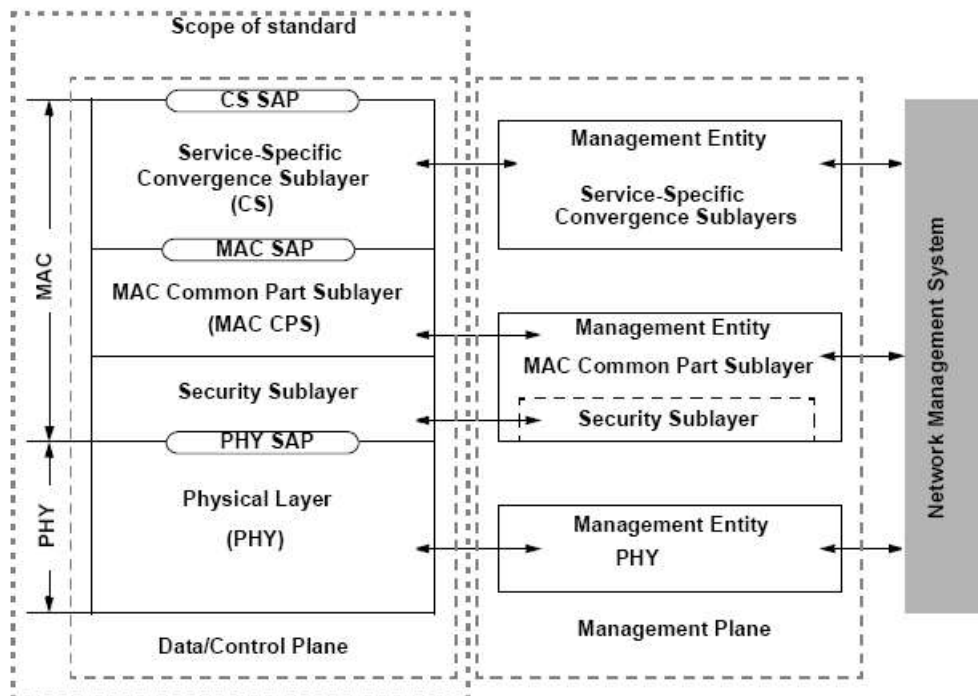 Scope of standard
CS SAP
Service-Specific
Convergence Sublayer
(CS)
MAC SAP
MAC Common Part Sublayer
(MAC CPS)
Security Sublayer
PHY SAP
Physical Layer
(PHY)
Data/Control Plane
MAC
PHY
Management Entity
Service-Specific
Convergence Sublayers
Management Entity
MAC Common Part Sublayer
Security Sublayer
Management Entity
PHY
Management Plane
Network Management System